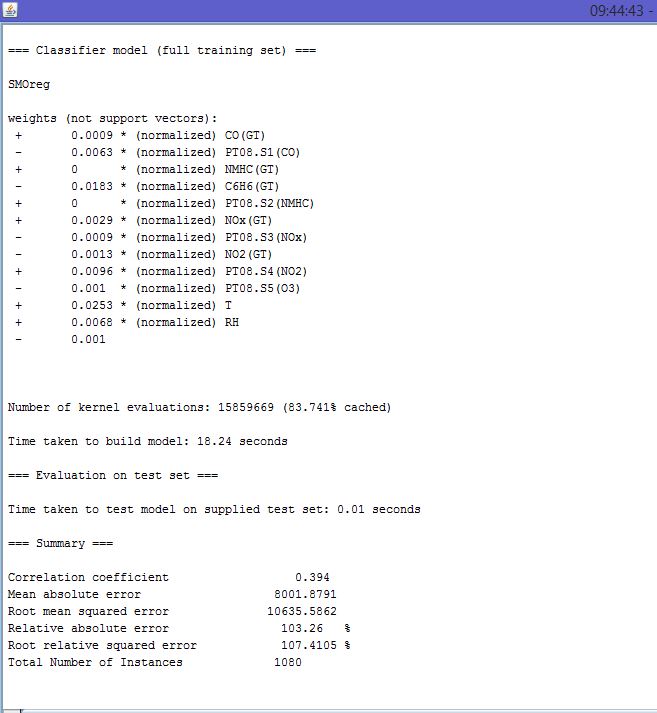 09:44:43 -
=== Classifier model (full training set) ===
SMOreg
weights (not support vectors):
+ 0.0009 * (normalized) CO(GT)
- 0.0063 * (normalized) PT08.S1(CO)
+ 0 * (normalized) NMHC(GT)
- 0.0183 * (normalized) C6H6(GT)
+ 0 * (normalized) PT08.S2(NMHC)
+ 0.0029 * (normalized) NOx(GT)
- 0.0009 * (normalized) PT08.S3(NOx)
- 0.0013 * (normalized) NO2(GT)
+ 0.0096 * (normalized) PT08.S4(NO2)
- 0.001 * (normalized) PT08.S5(O3)
+ 0.0253 * (normalized) T
+ 0.0068 * (normalized) RH
- 0.001
Number of kernel evaluations: 15859669 (83.741% cached)
Time taken to build model: 18.24 seconds
=== Evaluation on test set ===
Time taken to test model on supplied test set: 0.01 seconds
=== Summary ===
Correlation coefficient 0.394
Mean absolute error 8001.8791
Root mean squared error 10635.5862
Relative absolute error 103.26 %
Root relative squared error 107.4105 %
Total Number of Instances 1080